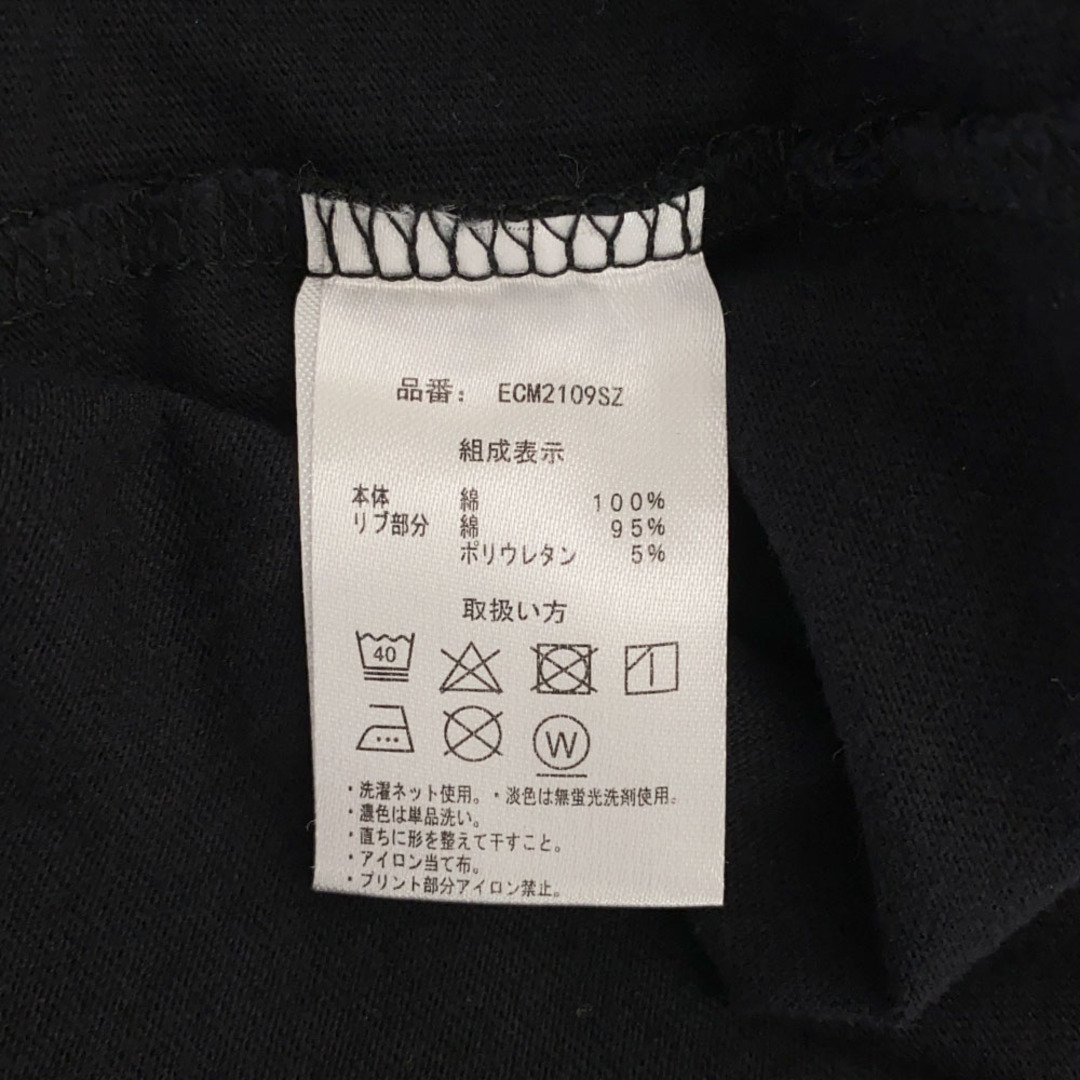 品番: ECM2109SZ
組成表示
本体 綿 100%
リブ部分 綿 95%
ポリウレタン 5%
取扱い方
40
W
・洗濯ネット使用。・淡色は無蛍光洗剤使用。
・濃色は単品洗い。
・直ちに形を整えて干すこと。
・アイロン当て布。
・プリント部分アイロン禁止。